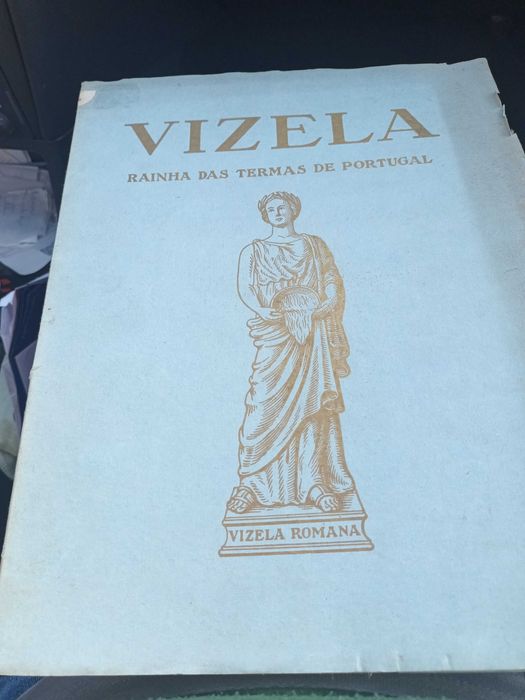 VIZELA
RAINHA DAS TERMAS DE PORTUGAL
VIZELA ROMANA